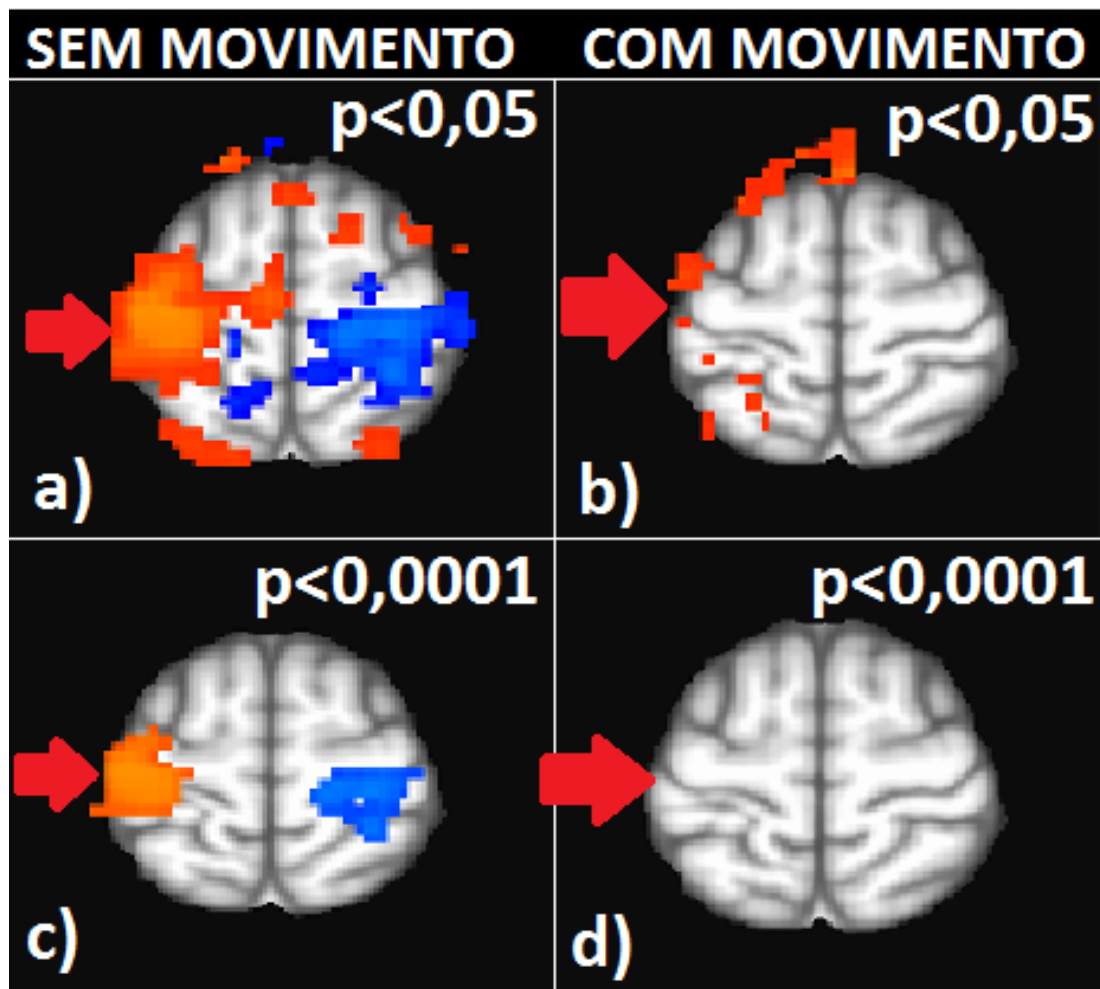 SEM MOVIMENTO
COM MOVIMENTO
p<0,05
a)
p<0,05
b)
p<0,0001
c)
p<0,0001
d)